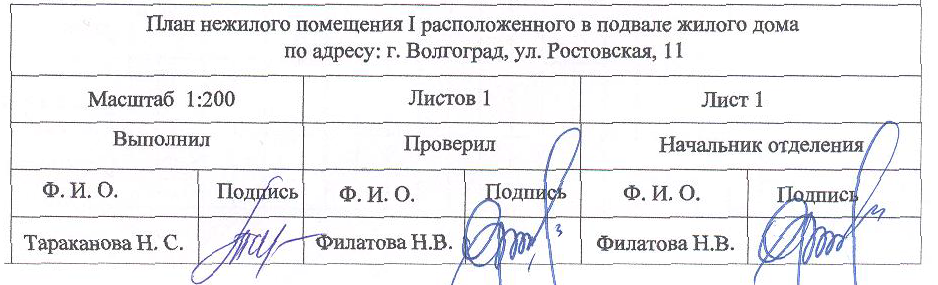 План нежилого помещения I расположенного в подвале жилого дома
по адресу: г. Волгоград, ул. Ростовская, 11
Масштаб 1:200 Листов 1 Лист 1
Выполнил Проверил Начальник отделения
Ф. И. О. Подпись Ф. И. О. Подпись Ф. И. О. Подпись
Тараканова Н. С. Филатова Н.В. Филатова Н.В.